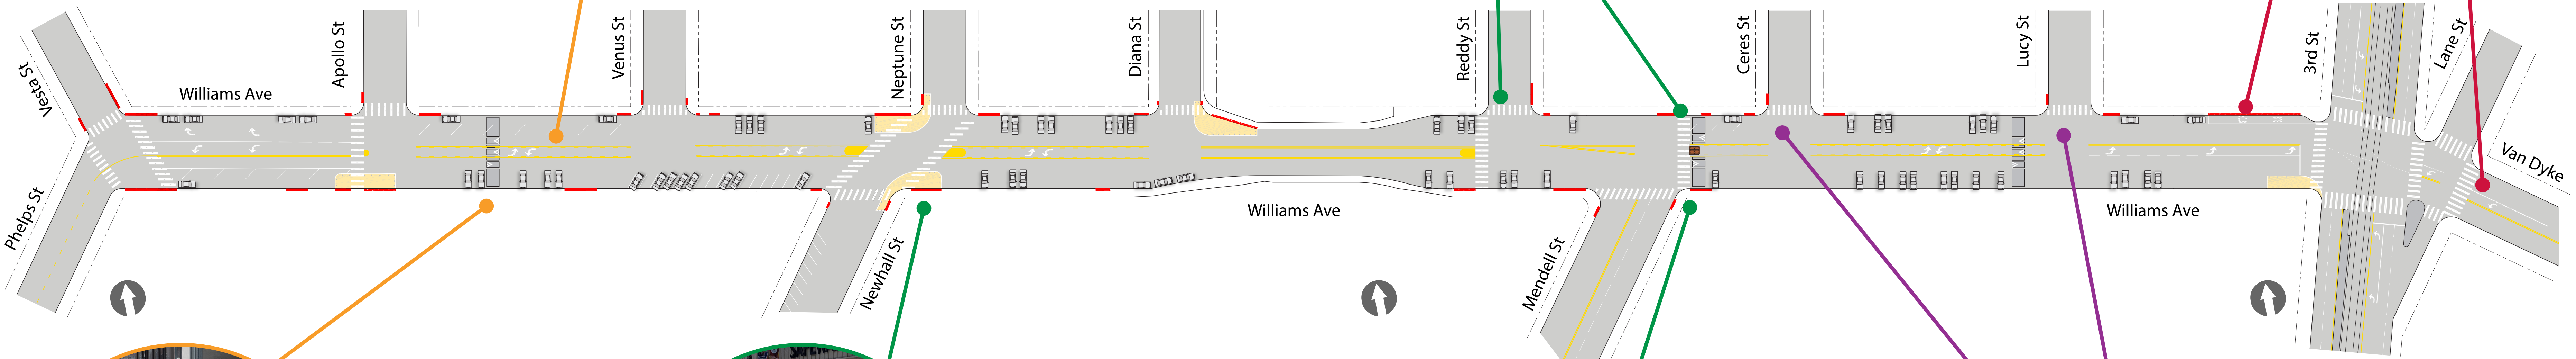 Vesta St
Phelps St
Williams Ave
Apollo St
Venus St
Neptune St
Newhall St
Diana St
Williams Ave
Reddy St
Mendell St
Ceres St
Lucy St
Williams Ave
3rd St
Lane St
Van Dyke